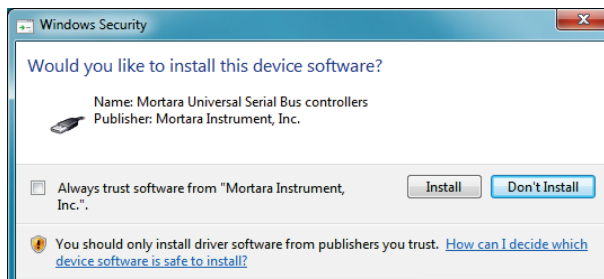 Windows Security
Would you like to install this device software?
Name: Mortara Universal Serial Bus controllers
Publisher: Mortara Instrument, Inc.
Always trust software from "Mortara Instrument,
Inc.".
Install
Don't Install
You should only install driver software from publishers you trust. How can I decide which
device software is safe to install?